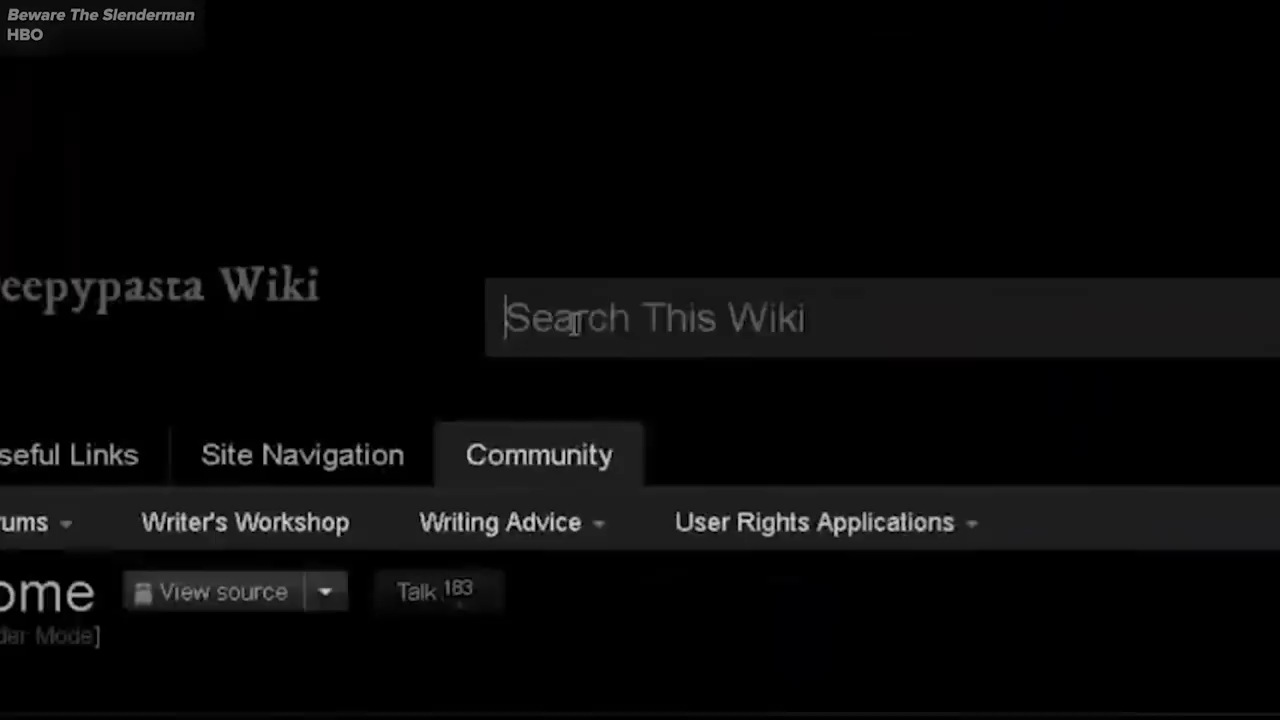 Beware The Slenderman
HBO
eepypasta Wiki
Search This Wiki
seful Links Site Navigation Community
rums Writer's Workshop Writing Advice User Rights Applications
ome View source Talk 183
der Mode]